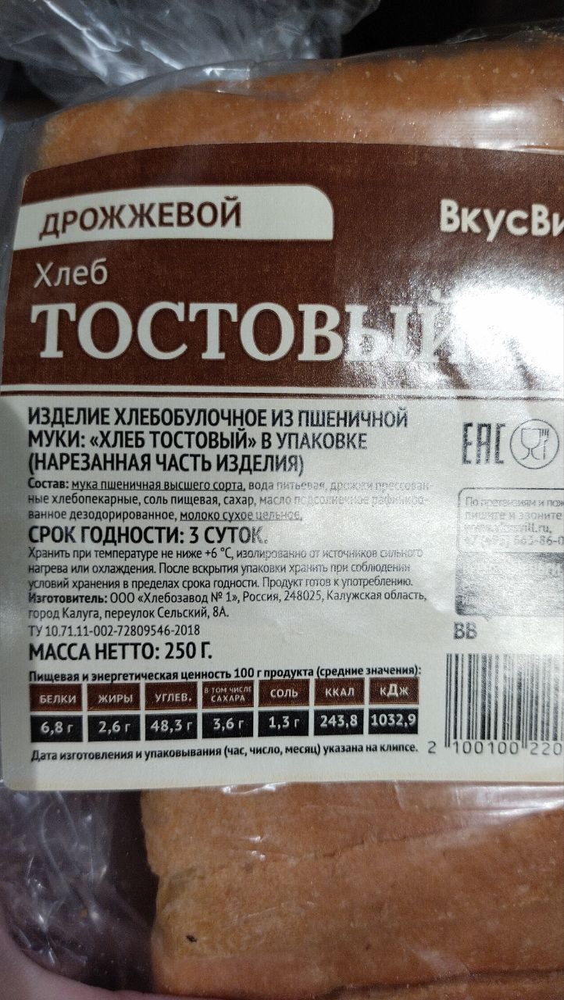 ДРОЖЖЕВОЙ
ВкусВи
Хлеб
ТОСТОВЫЙ
ИЗДЕЛИЕ ХЛЕБОБУЛОЧНОЕ ИЗ ПШЕНИЧНОЙ
МУКИ: «ХЛЕБ ТОСТОВЫЙ» В УПАКОВКЕ
(НАРЕЗАННАЯ ЧАСТЬ ИЗДЕЛИЯ)
Состав: мука пшеничная высшего сорта, вода питьевая, дрожжи прессован-
ные хлебопекарные, соль пищевая, сахар, масло подсолнечное рафиниро-
ванное дезодорированное, молоко сухое цельное.
СРОК ГОДНОСТИ: 3 СУТОК.
Хранить при температуре не ниже +6 °С, изолированно от источников сильного
нагрева или охлаждения. После вскрытия упаковки хранить при соблюдении
условий хранения в пределах срока годности. Продукт готов к употреблению.
Изготовитель: ООО «Хлебозавод № 1», Россия, 248025, Калужская область,
город Калуга, переулок Сельский, 8А.
ТУ 10.71.11-002-72809546-2018
МАССА НЕТТО: 250 Г.
Пищевая и энергетическая ценность 100 г продукта (средние значения):
БЕЛКИ ЖИРЫ УГЛЕВ. В ТОМ ЧИСЛЕ САХАРА СОЛЬ ККАЛ кДж
6,8 г 2,6 г 48,3 г 3,6 г 1,3 г 243,8 1032,9
Дата изготовления и упаковывания (час, число, месяц) указана на клипсе.
ЕАС
По претензиям и пож
пишите и звоните
663-86-0
ВВ
2 100100 220